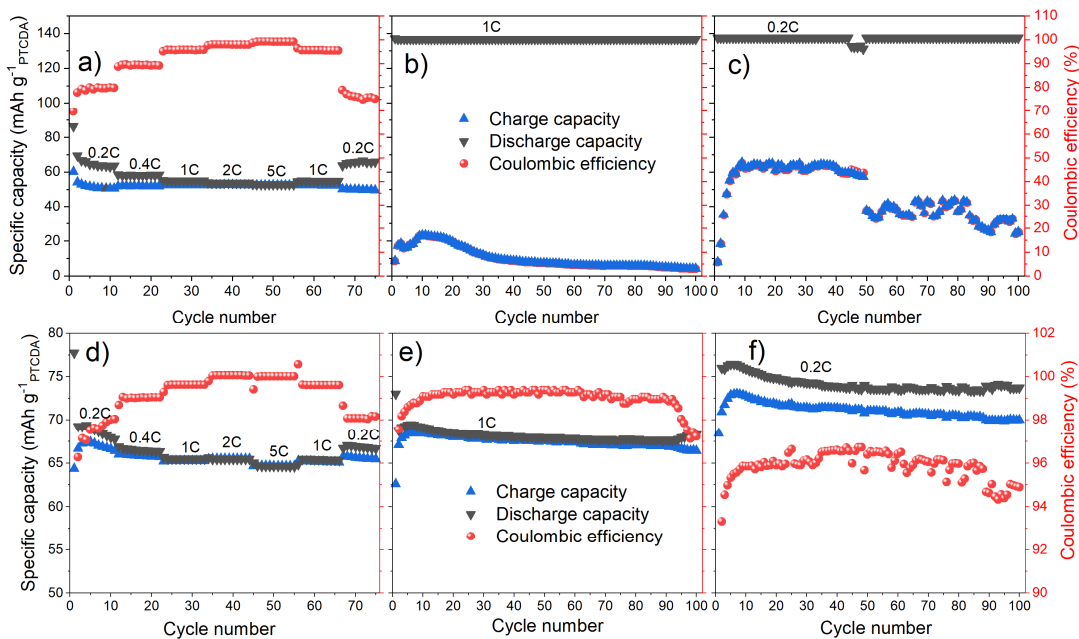 a)
b)
c)
140
120
100
80
60
40
20
0
Specific capacity (mAh g⁻¹PTCDA)
0.2C
0.4C
1C
2C
5C
1C
0.2C
1C
0.2C
Charge capacity
Discharge capacity
Coulombic efficiency
110
100
90
80
70
60
50
40
30
20
10
0
Coulombic efficiency (%)
0 10 20 30 40 50 60 70
0 10 20 30 40 50 60 70 80 90 100
0 10 20 30 40 50 60 70 80 90 100
Cycle number
Cycle number
Cycle number
d)
e)
f)
80
75
70
65
60
55
50
Specific capacity (mAh g⁻¹PTCDA)
0.2C
0.4C
1C
2C
5C
1C
0.2C
1C
0.2C
Charge capacity
Discharge capacity
Coulombic efficiency
102
100
98
96
94
92
90
Coulombic efficiency (%)
0 10 20 30 40 50 60 70
0 10 20 30 40 50 60 70 80 90 100
0 10 20 30 40 50 60 70 80 90 100
Cycle number
Cycle number
Cycle number